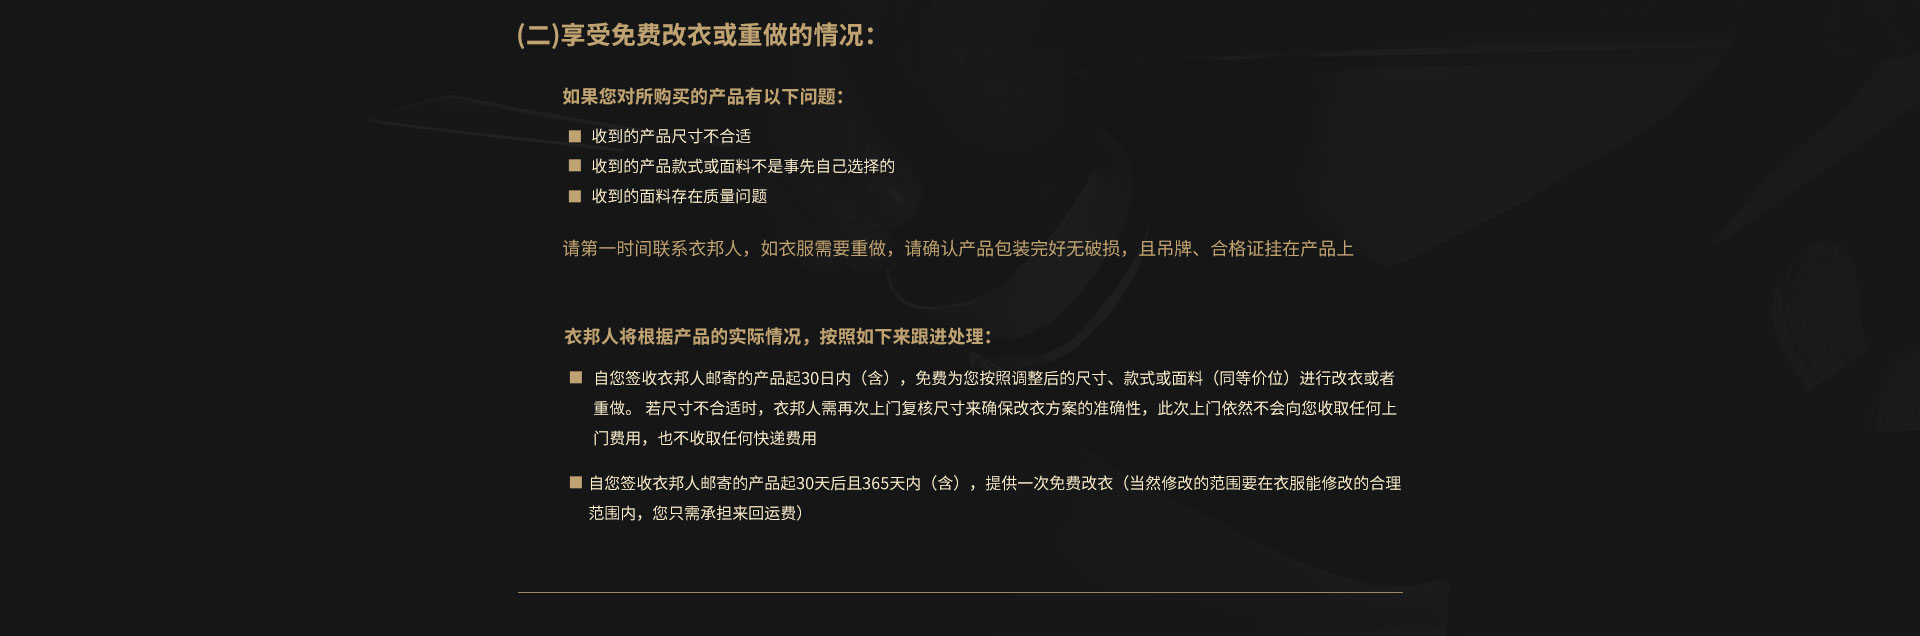 (二)享受免费改衣或重做的情况：
如果您对所购买的产品有以下问题：
收到的产品尺寸不合适
收到的产品款式或面料不是事先自己选择的
收到的面料存在质量问题
请第一时间联系衣邦人，如衣服需要重做，请确认产品包装完好无破损，且吊牌、合格证挂在产品上
衣邦人将根据产品的实际情况，按照如下来跟进处理：
自您签收衣邦人邮寄的产品起30日内（含），免费为您按照调整后的尺寸、款式或面料（同等价位）进行改衣或者
重做。 若尺寸不合适时，衣邦人需再次上门复核尺寸来确保改衣方案的准确性，此次上门依然不会向您收取任何上
门费用，也不收取任何快递费用
自您签收衣邦人邮寄的产品起30天后且365天内（含），提供一次免费改衣（当然修改的范围要在衣服能修改的合理
范围内，您只需承担来回运费）